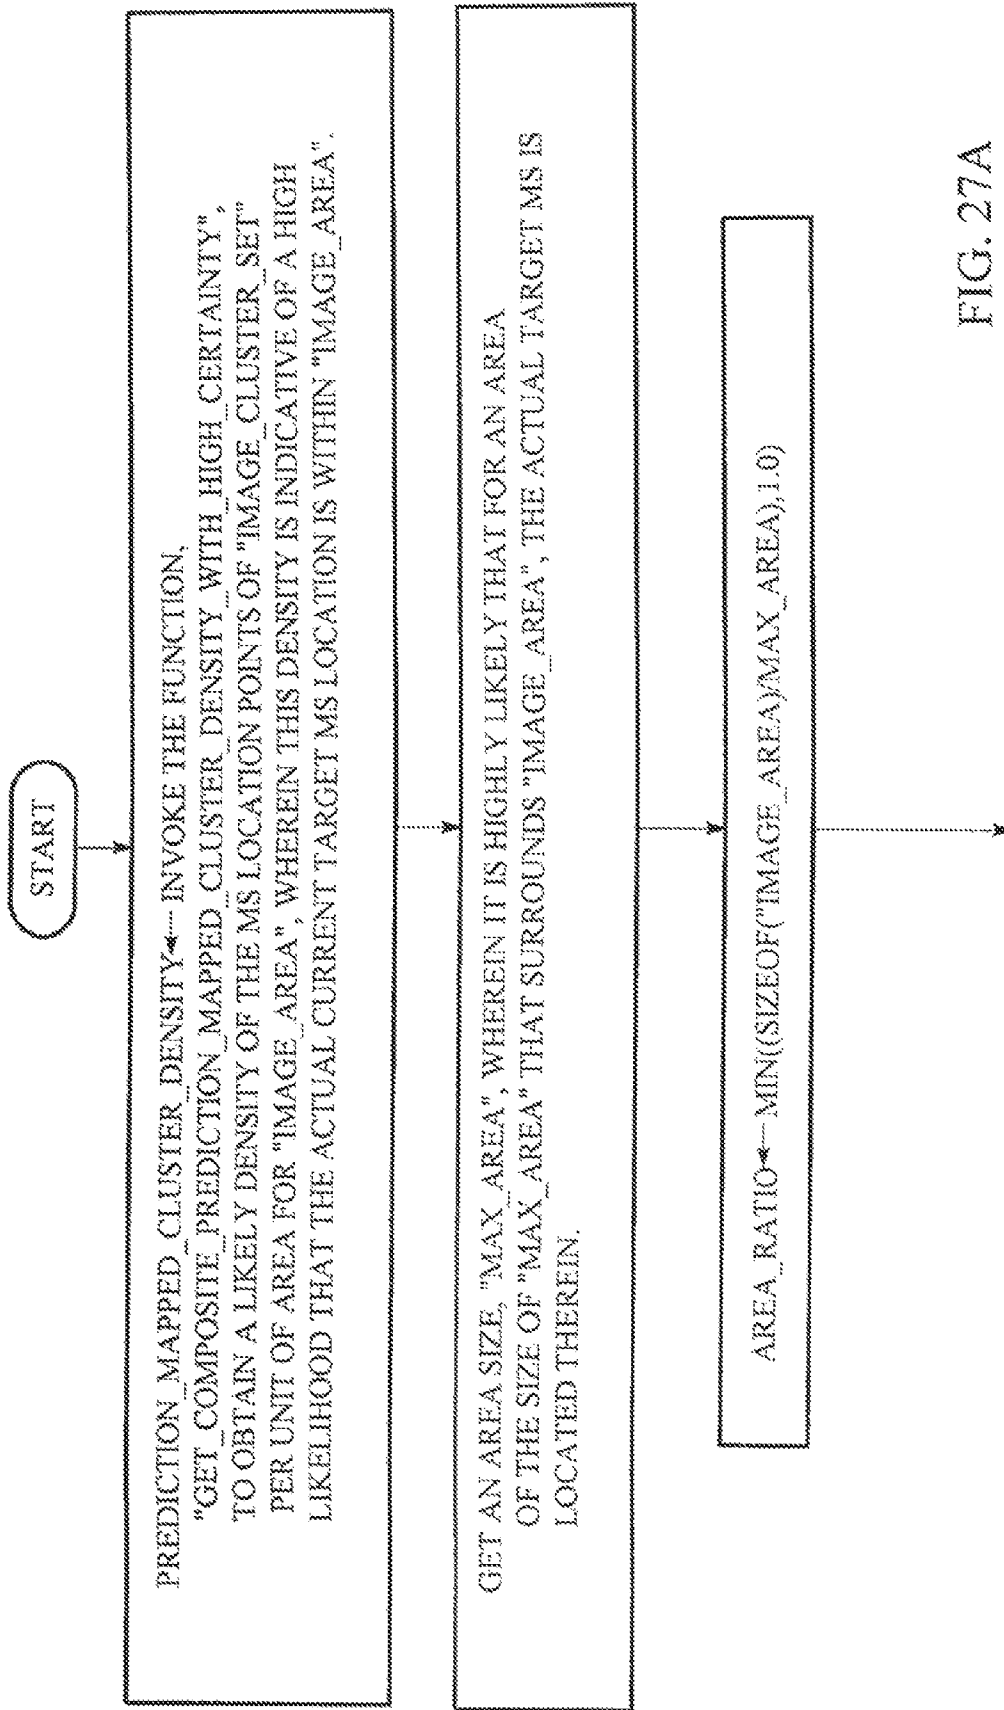 START
PREDICTION_MAPPED_CLUSTER_DENSITY◄— INVOKE THE FUNCTION,
"GET_COMPOSITE_PREDICTION_MAPPED_CLUSTER_DENSITY_WITH_HIGH_CERTAINTY",
TO OBTAIN A LIKELY DENSITY OF THE MS LOCATION POINTS OF "IMAGE_CLUSTER_SET"
PER UNIT OF AREA FOR "IMAGE_AREA", WHEREIN THIS DENSITY IS INDICATIVE OF A HIGH
LIKELIHOOD THAT THE ACTUAL CURRENT TARGET MS LOCATION IS WITHIN "IMAGE_AREA".
GET AN AREA SIZE, "MAX_AREA", WHEREIN IT IS HIGHLY LIKELY THAT FOR AN AREA
OF THE SIZE OF "MAX_AREA" THAT SURROUNDS "IMAGE_AREA", THE ACTUAL TARGET MS IS
LOCATED THEREIN.
AREA_RATIO◄— MIN((SIZEOF("IMAGE_AREA)/MAX_AREA),1.0)
FIG. 27A